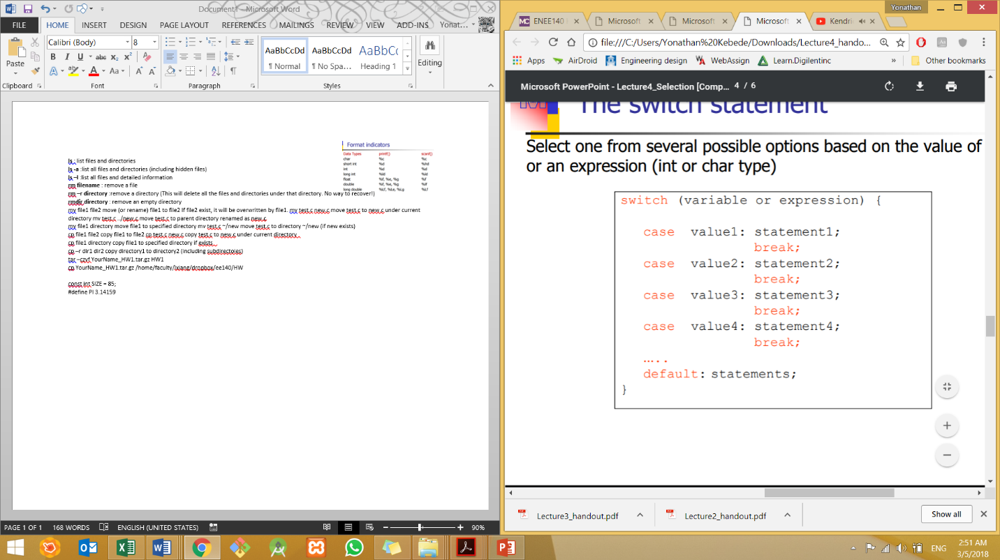 Document1 - Microsoft Word
FILE HOME INSERT DESIGN PAGE LAYOUT REFERENCES MAILINGS REVIEW VIEW ADD-INS Yonat...
Paste
Calibri (Body) 8
B I U abc x₂ x²
A ab A Aa A A
AaBbCcDd AaBbCcDd AaBbCc
¶ Normal ¶ No Spa... Heading 1
Editing
Clipboard Font Paragraph Styles
Format indicators
Data Types printf() scanf()
char %c %c
short int %d %hd
int %d %d
long int %ld %ld
float %f, %e, %g %f
double %f, %e, %g %lf
long double %Lf, %Le, %Lg %Lf
ls : list files and directories
ls -a :list all files and directories (including hidden files)
ls –l :list all files and detailed information
rm filename : remove a file
rm –r directory :remove a directory (This will delete all the files and directories under that directory. No way to recover!)
rmdir directory : remove an empty directory
mv file1 file2 move (or rename) file1 to file2 If file2 exist, it will be overwritten by file1. mv test.c new.c move test.c to new.c under current
directory mv test.c ../new.c move test.c to parent directory renamed as new.c
mv file1 directory move file1 to specified directory mv test.c ~/new move test.c to directory ~/new (if new exists)
cp file1 file2 copy file1 to file2 cp test.c new.c copy test.c to new.c under current directory
cp file1 directory copy file1 to specified directory if exists
cp –r dir1 dir2 copy directory1 to directory2 (including subdirectoies)
tar –czvf YourName_HW1.tar.gz HW1
cp YourName_HW1.tar.gz /home/faculty/lxiang/dropbox/ee140/HW
const int SIZE = 85;
#define PI 3.14159
PAGE 1 OF 1 168 WORDS ENGLISH (UNITED STATES) 90%
Yonathan
ENEE140 Microsoft Microsoft Microsoft Kendri
file:///C:/Users/Yonathan%20Kebede/Downloads/Lecture4_hando...
Apps AirDroid Engineering design WebAssign Learn.Digilentinc » Other bookmarks
Microsoft PowerPoint - Lecture4_Selection [Comp... 4 / 6
The switch statement
Select one from several possible options based on the value of
or an expression (int or char type)
switch (variable or expression) {
case value1: statement1;
break;
case value2: statement2;
break;
case value3: statement3;
break;
case value4: statement4;
break;
.....
default: statements;
}
Lecture3_handout.pdf Lecture2_handout.pdf Show all
ENG
2:51 AM
3/5/2018